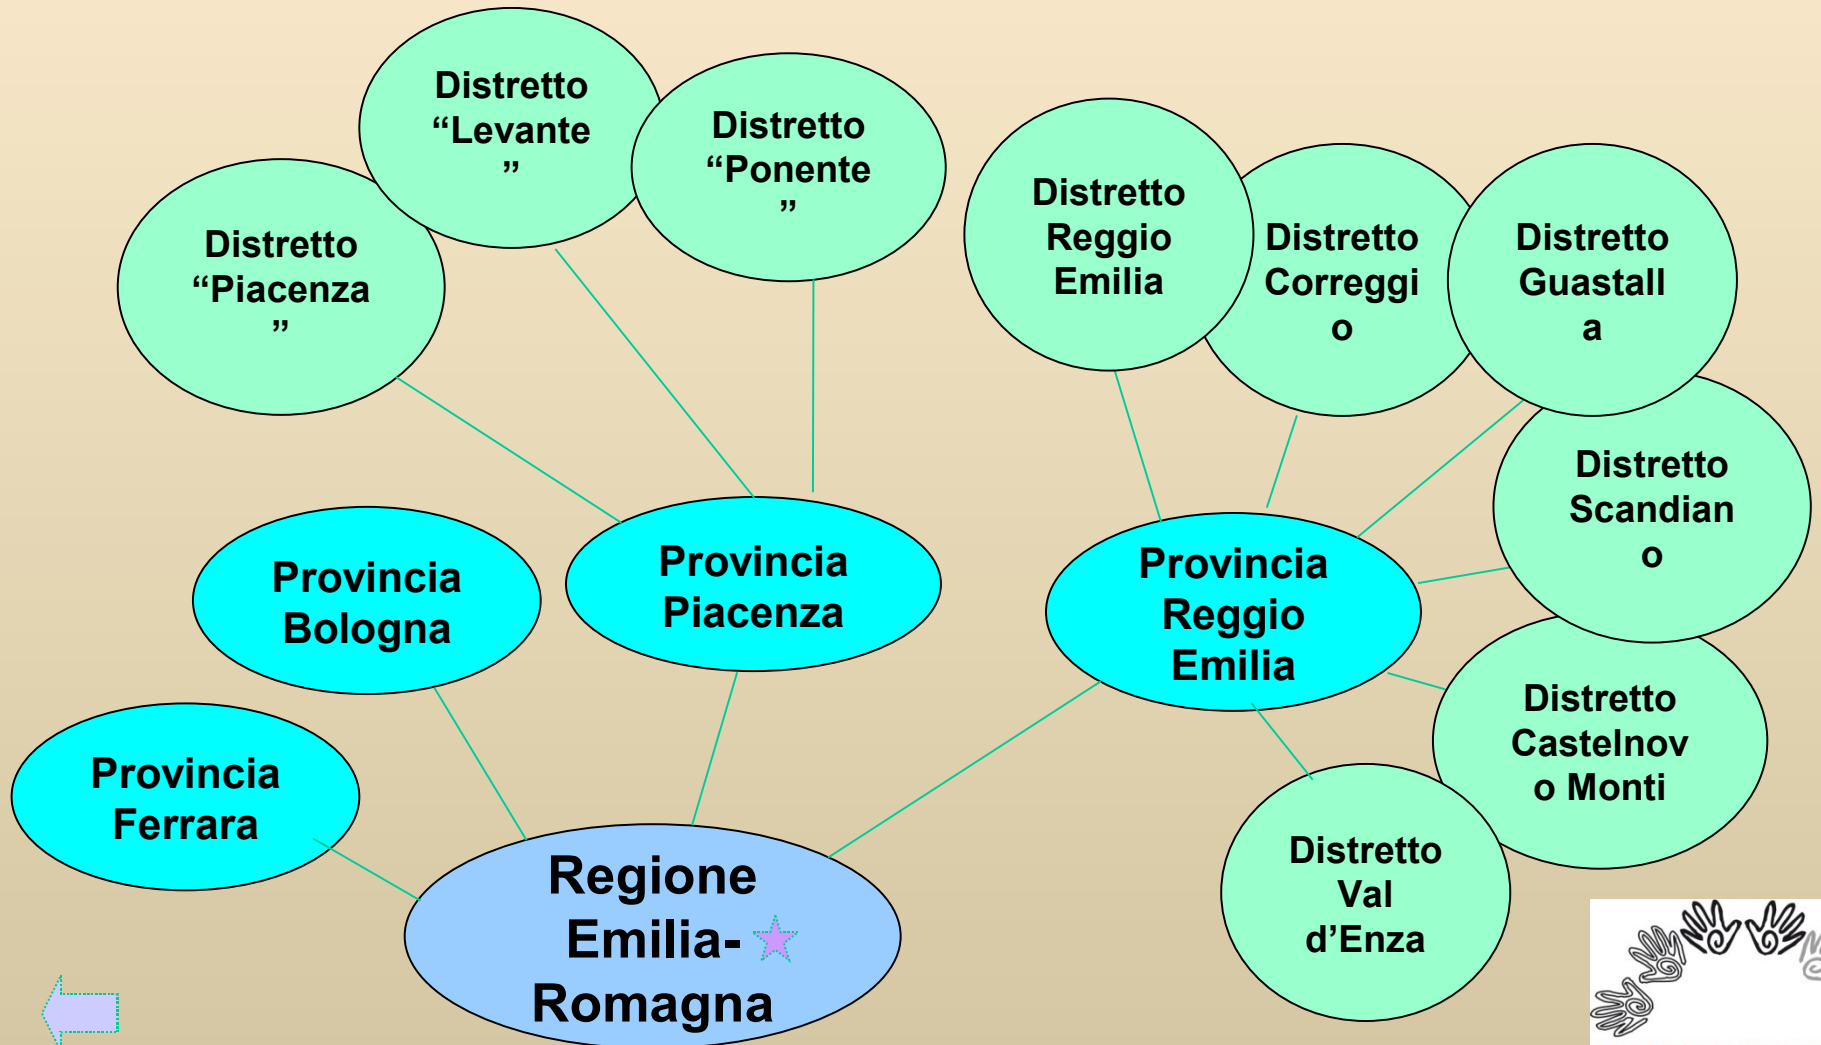 Distretto
“Levante
”
Distretto
“Ponente
”
Distretto
“Piacenza
”
Distretto
Reggio
Emilia
Distretto
Correggi
o
Distretto
Guastall
a
Distretto
Scandian
o
Distretto
Castelnov
o Monti
Distretto
Val
d’Enza
Provincia
Bologna
Provincia
Piacenza
Provincia
Reggio
Emilia
Provincia
Ferrara
Regione
Emilia-
Romagna